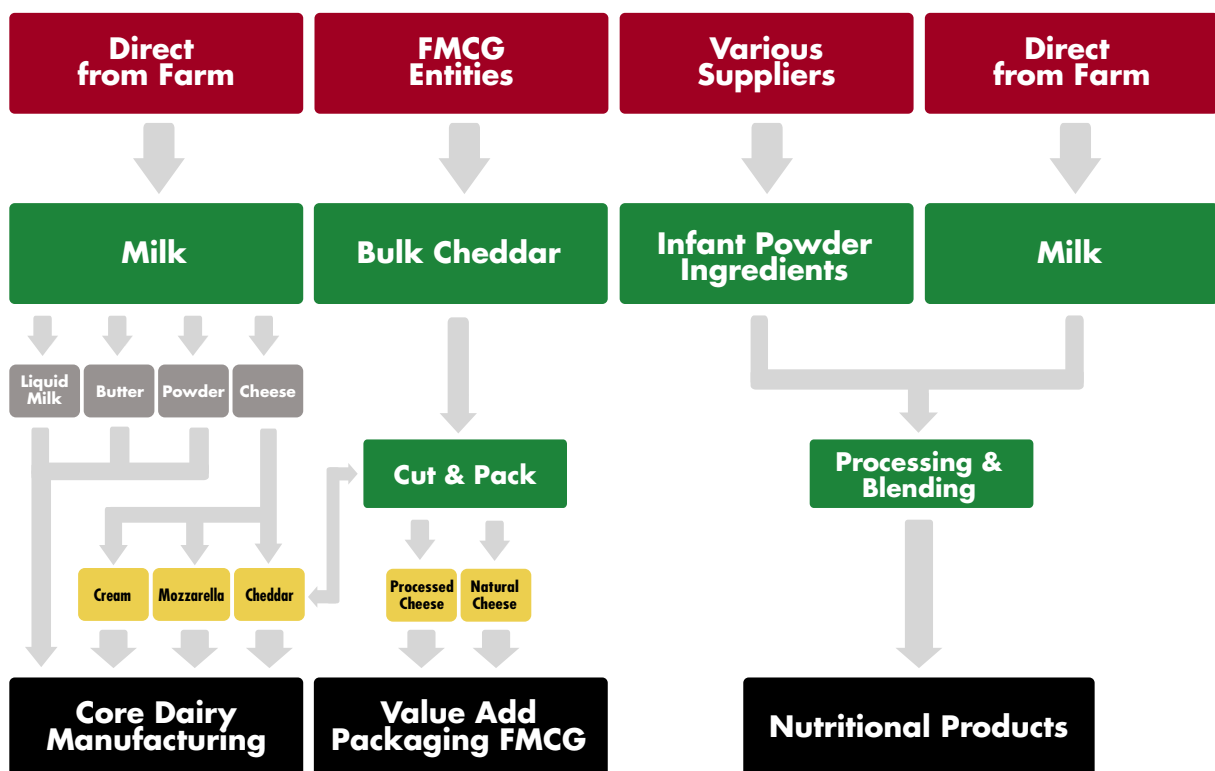 Direct
from Farm
FMCG
Entities
Various
Suppliers
Direct
from Farm
Milk
Bulk Cheddar
Infant Powder
Ingredients
Milk
Liquid
Milk
Butter
Powder
Cheese
Cut & Pack
Processing &
Blending
Cream
Mozzarella
Cheddar
Processed
Cheese
Natural
Cheese
Core Dairy
Manufacturing
Value Add
Packaging FMCG
Nutritional Products